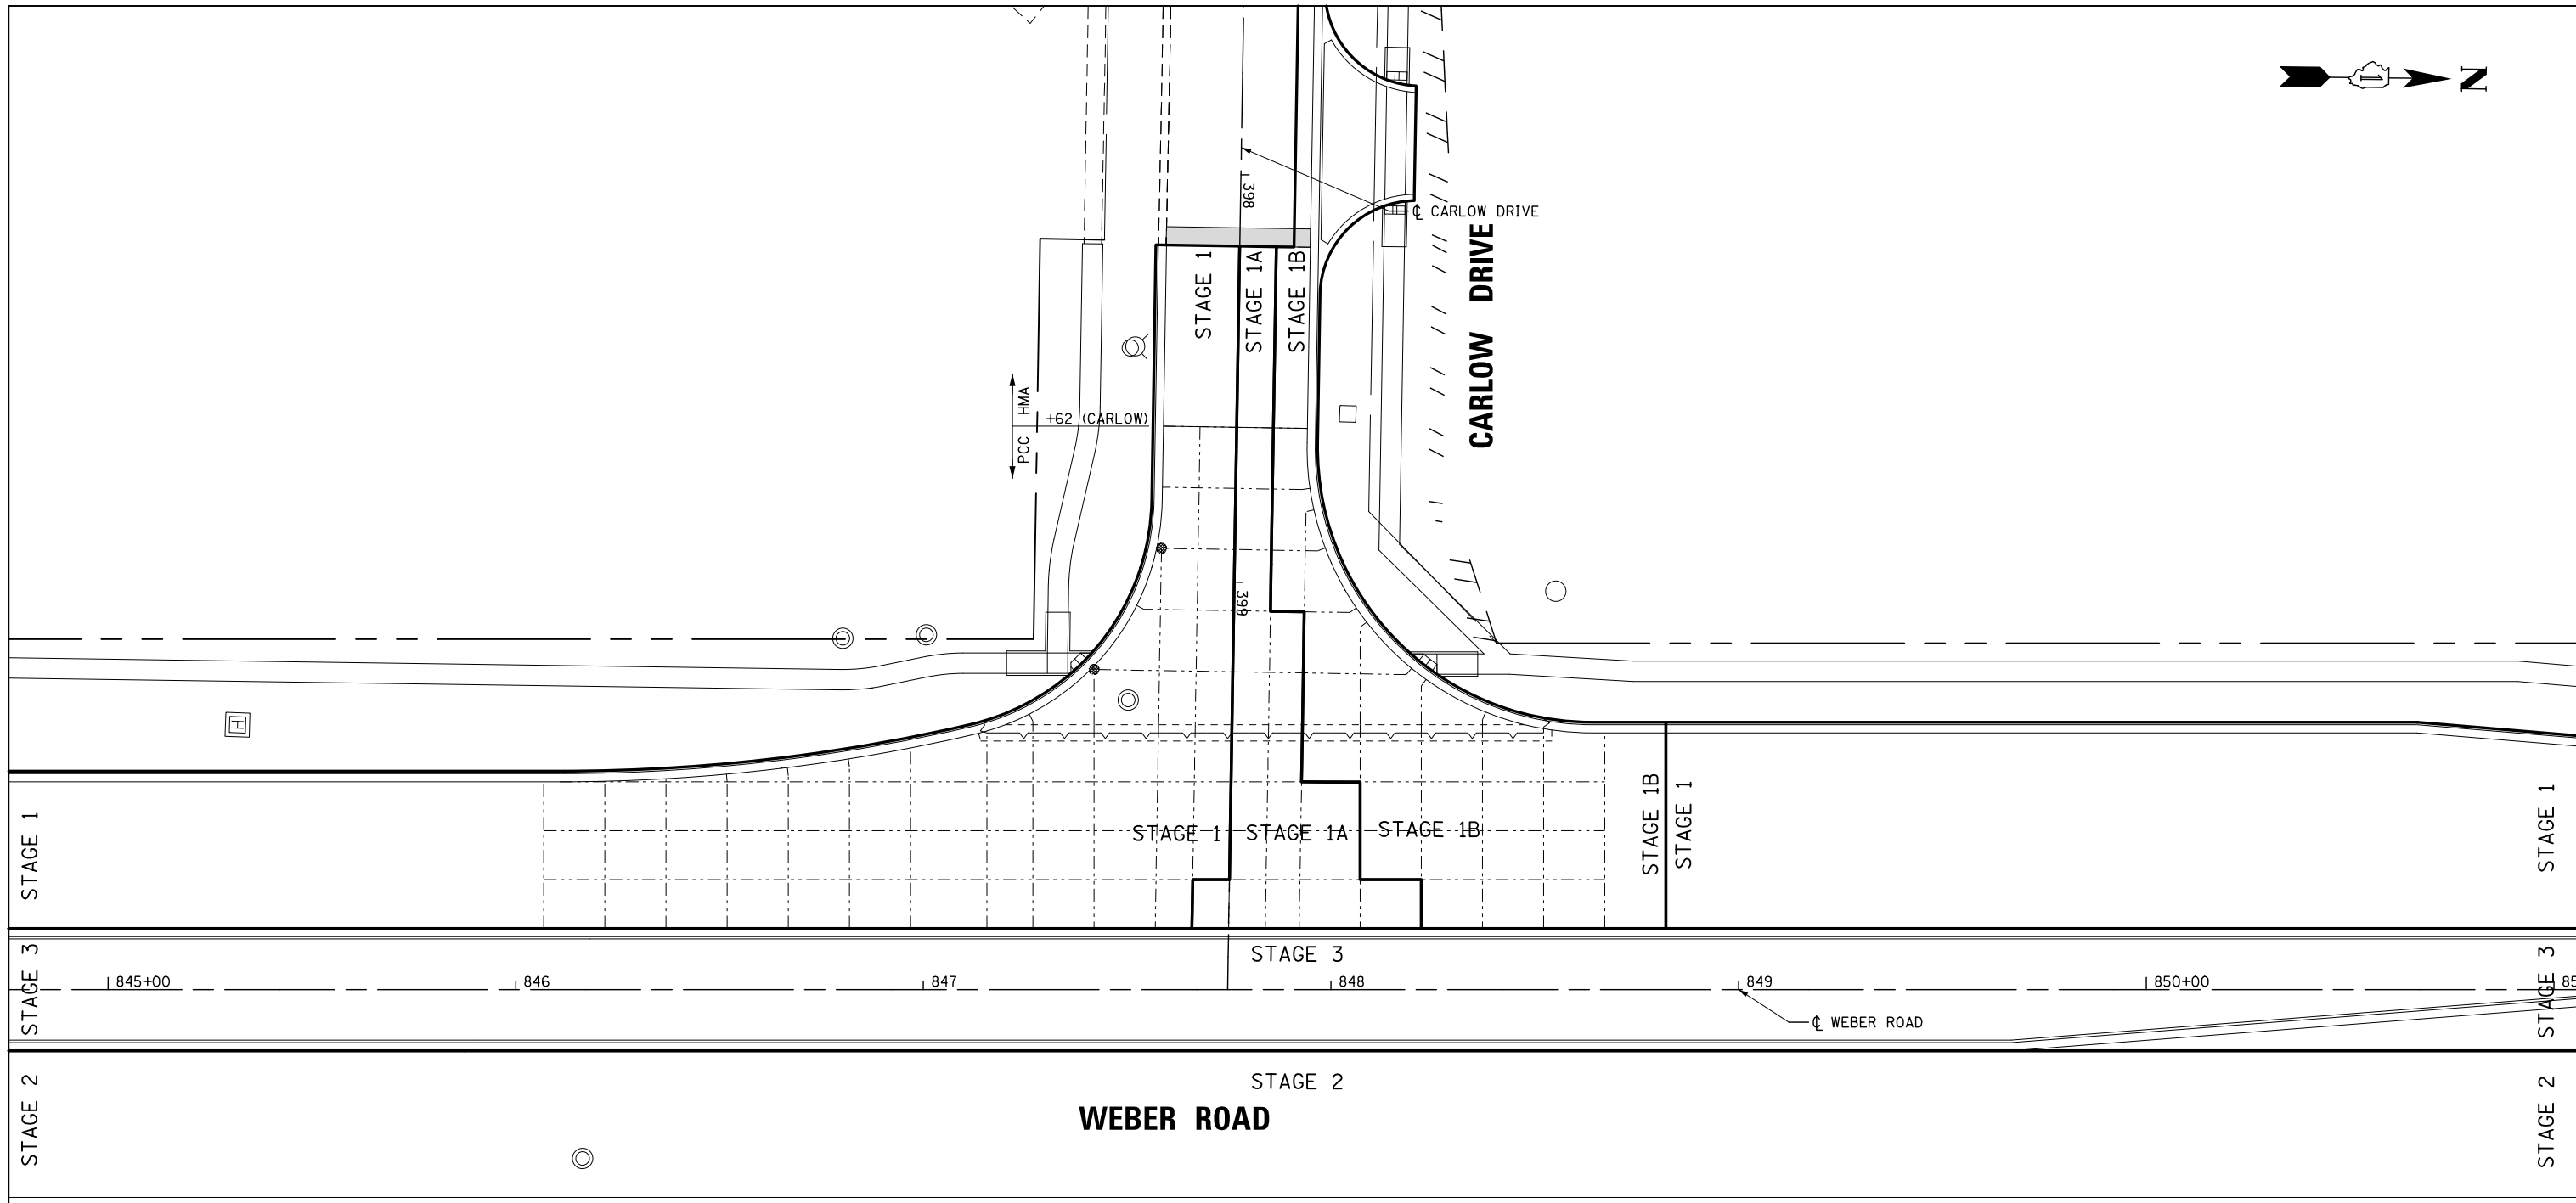 N
398
℄ CARLOW DRIVE
STAGE 1
STAGE 1A
STAGE 1B
CARLOW DRIVE
HMA
+62 (CARLOW)
PCC
399
STAGE 1
STAGE 1
STAGE 1A
STAGE 1B
STAGE 1B
STAGE 1
STAGE 1
STAGE 3
STAGE 3
STAGE 3
845+00
846
847
848
849
850+00
℄ WEBER ROAD
STAGE 2
STAGE 2
STAGE 2
WEBER ROAD